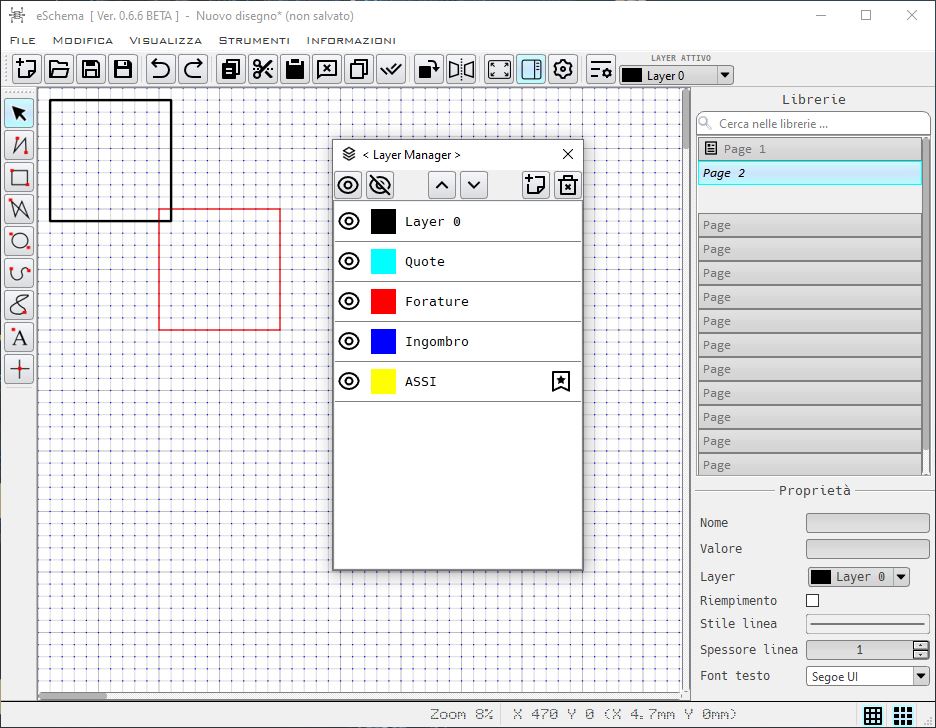 eSchema [ Ver. 0.6.6 BETA ] - Nuovo disegno* (non salvato)
File Modifica Visualizza Strumenti Informazioni
LAYER ATTIVO
Layer 0
Librerie
Cerca nelle librerie ...
Page 1
Page 2
Page
Page
Page
Page
Page
Page
Page
Page
Page
Page
Page
< Layer Manager >
Layer 0
Quote
Forature
Ingombro
ASSI
A
Proprietà
Nome
Valore
Layer Layer 0
Riempimento
Stile linea
Spessore linea 1
Font testo Segoe UI
Zoom 8% X 470 Y 0 (X 4.7mm Y 0mm)